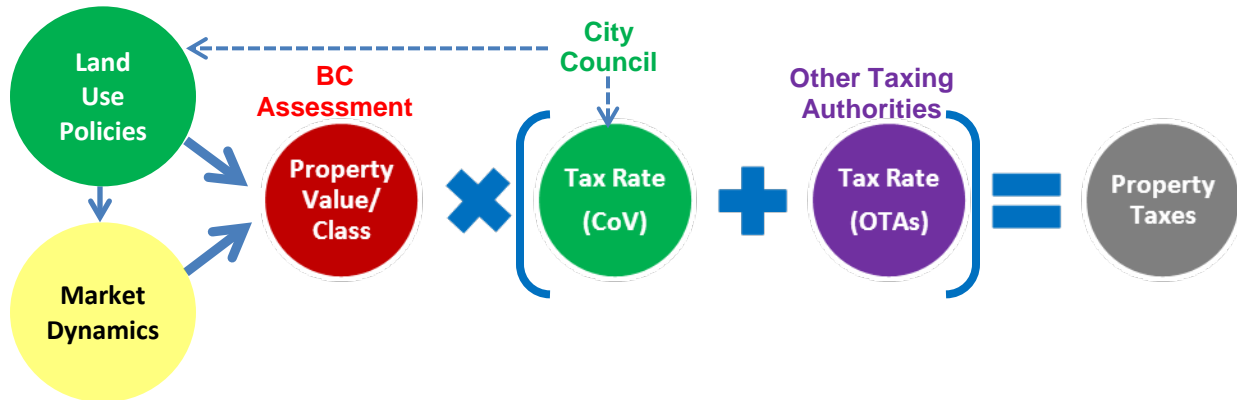 City
Council
Land
Use
Policies
BC
Assessment
Other Taxing
Authorities
Property
Value/
Class
Tax Rate
(CoV)
Tax Rate
(OTAs)
Property
Taxes
Market
Dynamics